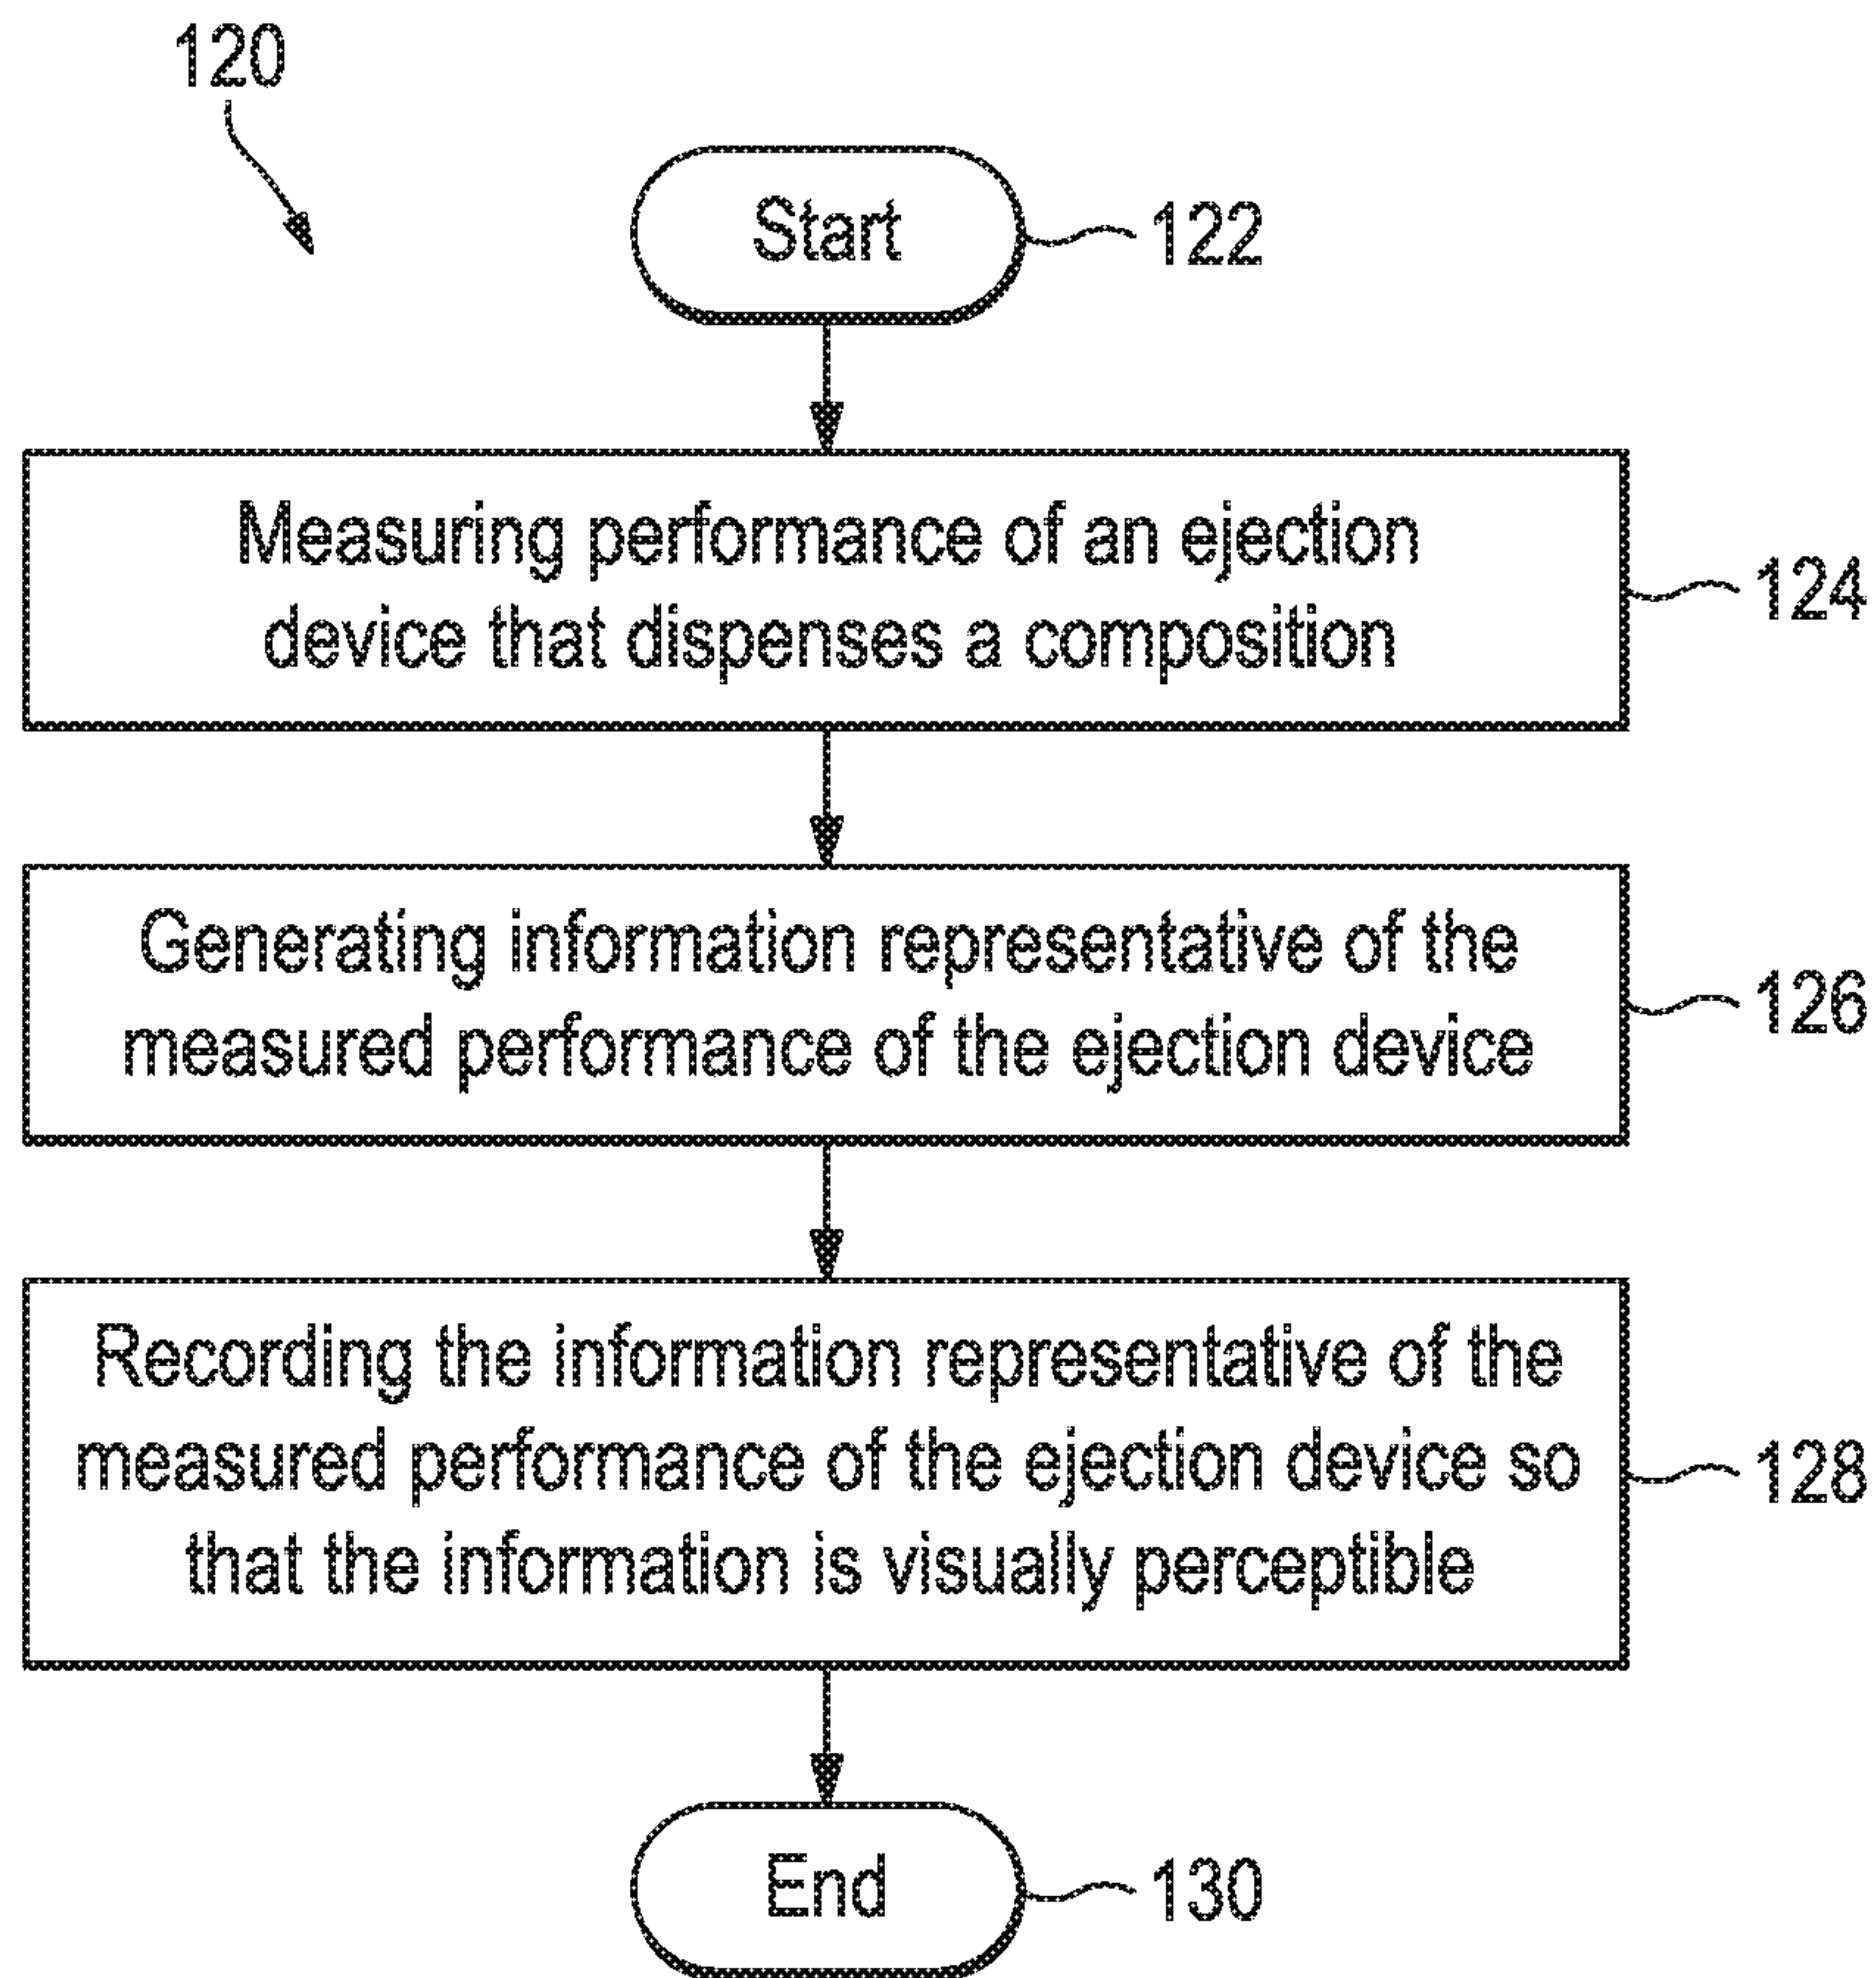 120
Start
122
Measuring performance of an ejection
device that dispenses a composition
124
Generating information representative of the
measured performance of the ejection device
126
Recording the information representative of the
measured performance of the ejection device so
that the information is visually perceptible
128
End
130